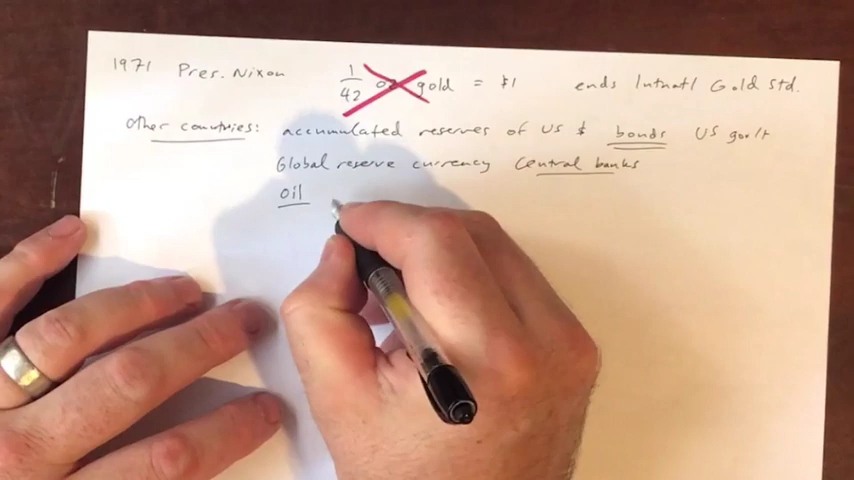 1971 Pres. Nixon 1/42 oz gold = $1 ends Intnat'l Gold Std.
Other countries: accumulated reserves of US $ bonds US gov't
Global reserve currency Central banks
oil